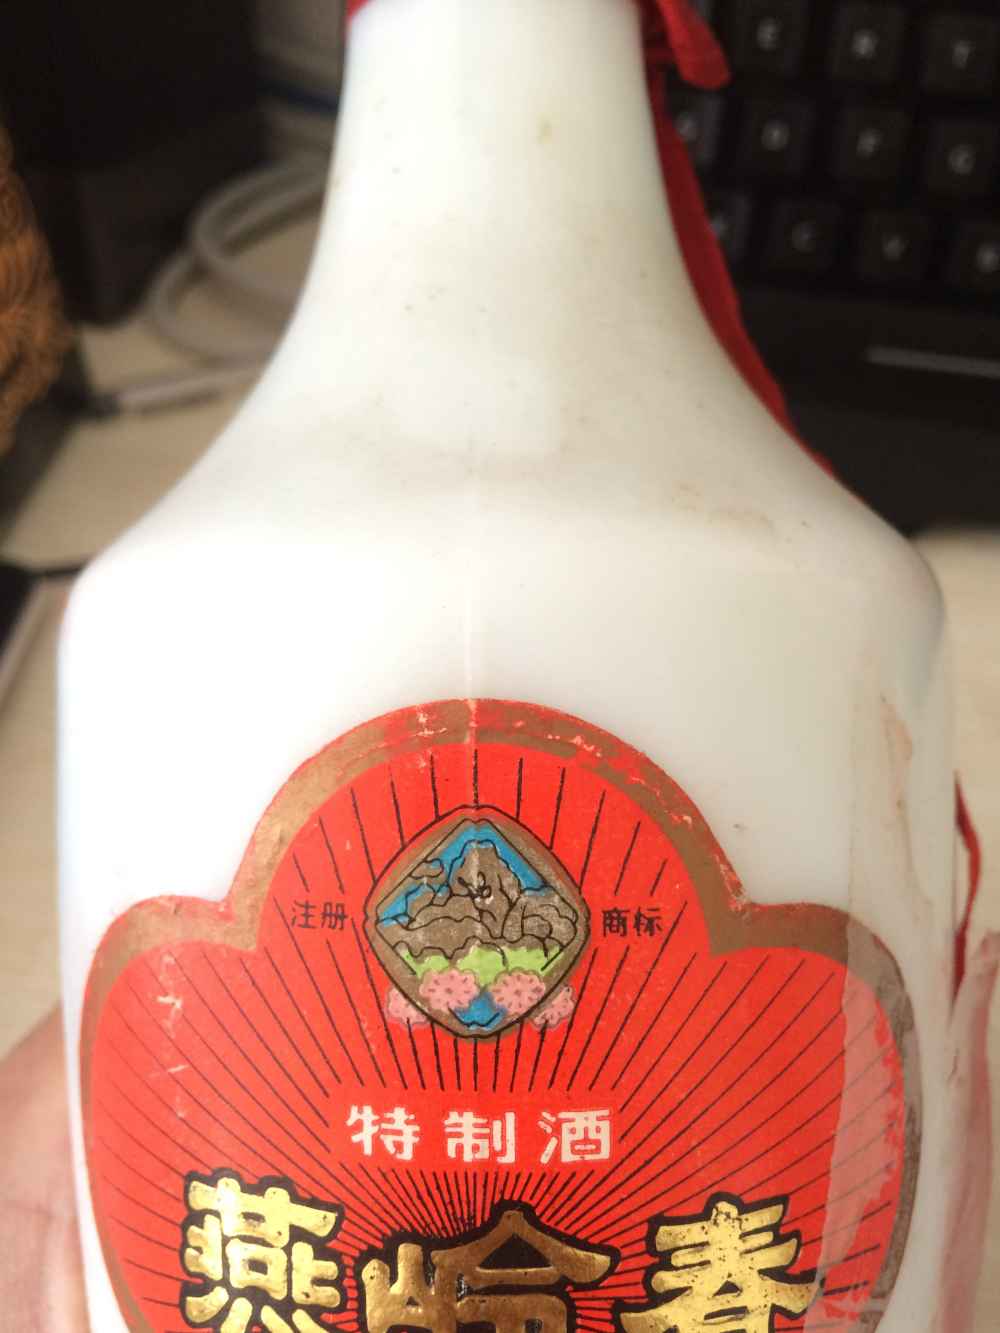 注册 商标
特制酒
燕岭春